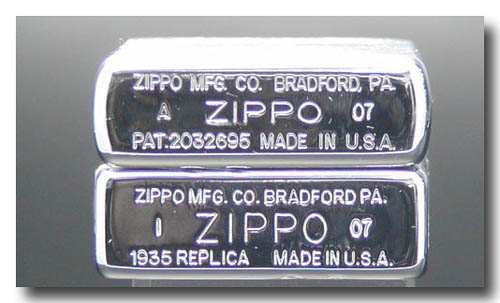 ZIPPO MFG. CO. BRADFORD, PA.
A ZIPPO 07
PAT.2032695 MADE IN U.S.A.
ZIPPO MFG. CO. BRADFORD PA.
I ZIPPO 07
1935 REPLICA MADE IN U.S.A.